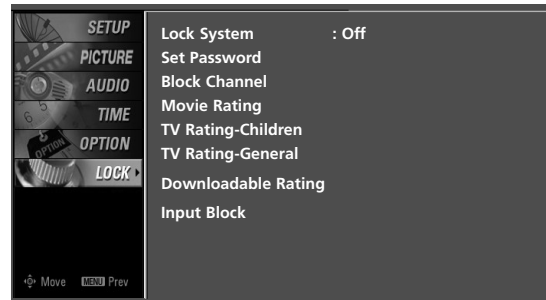 SETUP
PICTURE
AUDIO
TIME
OPTION
LOCK
Move MENU Prev
Lock System : Off
Set Password
Block Channel
Movie Rating
TV Rating-Children
TV Rating-General
Downloadable Rating
Input Block